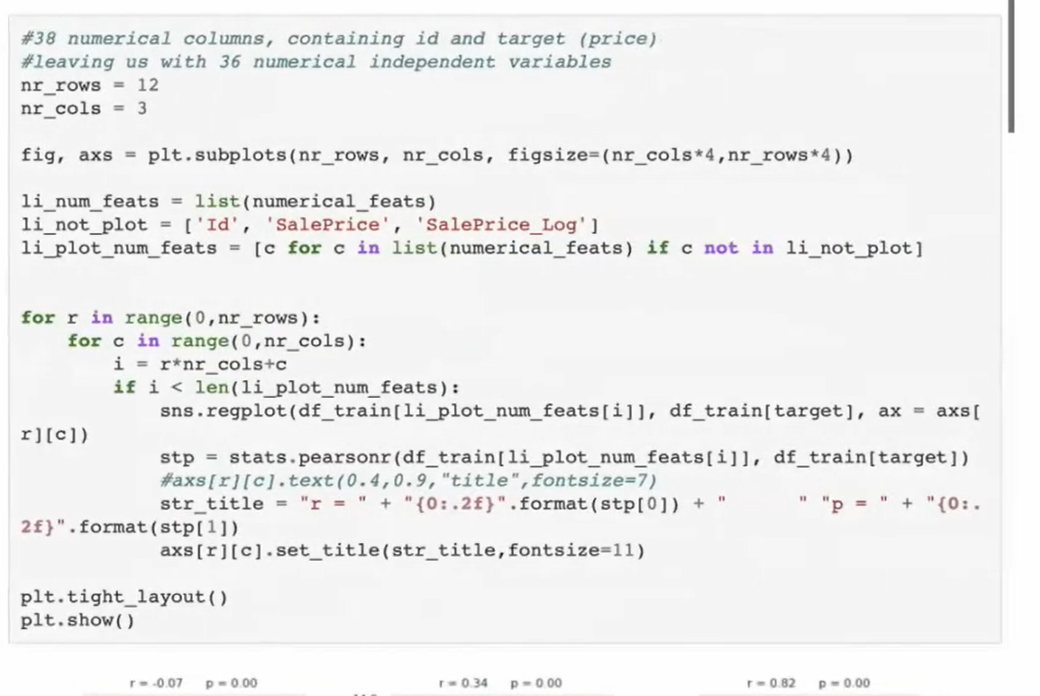 #38 numerical columns, containing id and target (price)
#leaving us with 36 numerical independent variables
nr_rows = 12
nr_cols = 3
fig, axs = plt.subplots(nr_rows, nr_cols, figsize=(nr_cols*4,nr_rows*4))
li_num_feats = list(numerical_feats)
li_not_plot = ['Id', 'SalePrice', 'SalePrice_Log']
li_plot_num_feats = [c for c in list(numerical_feats) if c not in li_not_plot]
for r in range(0,nr_rows):
    for c in range(0,nr_cols):
        i = r*nr_cols+c
        if i < len(li_plot_num_feats):
            sns.regplot(df_train[li_plot_num_feats[i]], df_train[target], ax = axs[
r][c])
            stp = stats.pearsonr(df_train[li_plot_num_feats[i]], df_train[target])
            #axs[r][c].text(0.4,0.9,"title",fontsize=7)
            str_title = "r = " + "{0:.2f}".format(stp[0]) + "      " "p = " + "{0:.
2f}".format(stp[1])
            axs[r][c].set_title(str_title,fontsize=11)
plt.tight_layout()
plt.show()
r = -0.07    p = 0.00    r = 0.34    p = 0.00    r = 0.82    p = 0.00